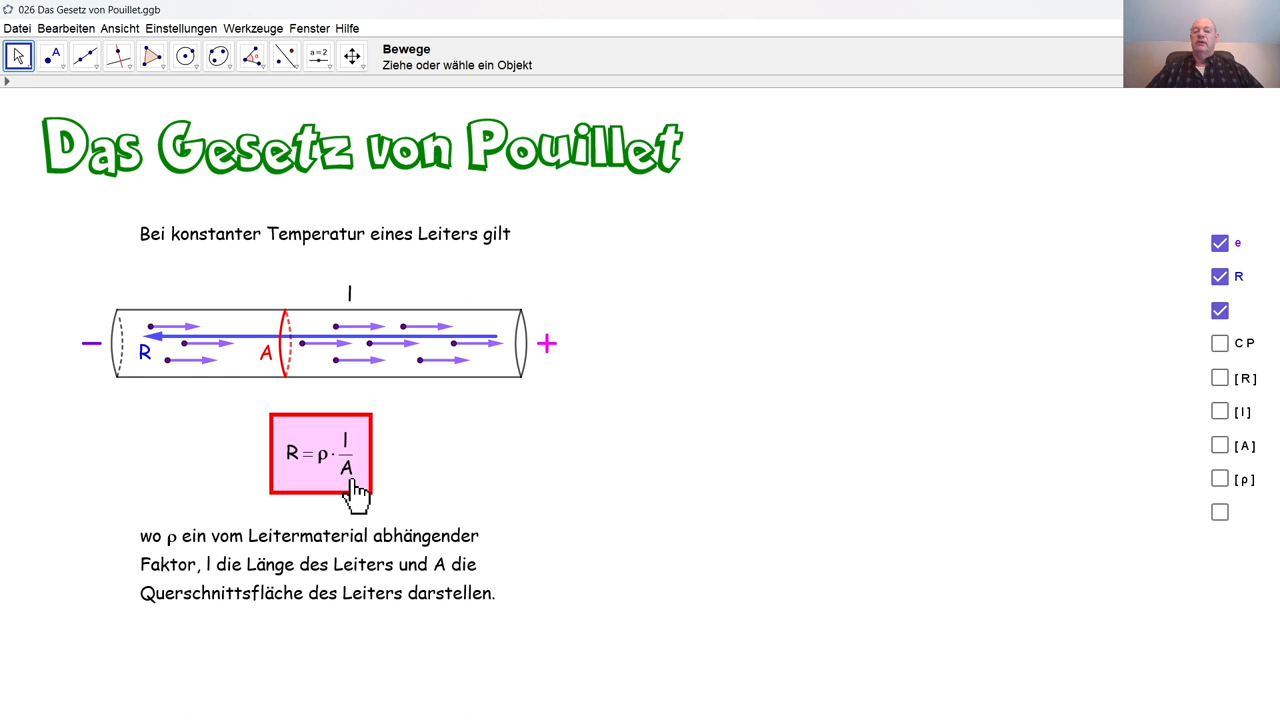 026 Das Gesetz von Pouillet.ggb
Datei Bearbeiten Ansicht Einstellungen Werkzeuge Fenster Hilfe
A
a=2
Bewege
Ziehe oder wähle ein Objekt
Das Gesetz von Pouillet
Bei konstanter Temperatur eines Leiters gilt
l
− R A +
R = ρ · l / A
wo ρ ein vom Leitermaterial abhängender
Faktor, l die Länge des Leiters und A die
Querschnittsfläche des Leiters darstellen.
e
R
C P
[ R ]
[ l ]
[ A ]
[ ρ ]